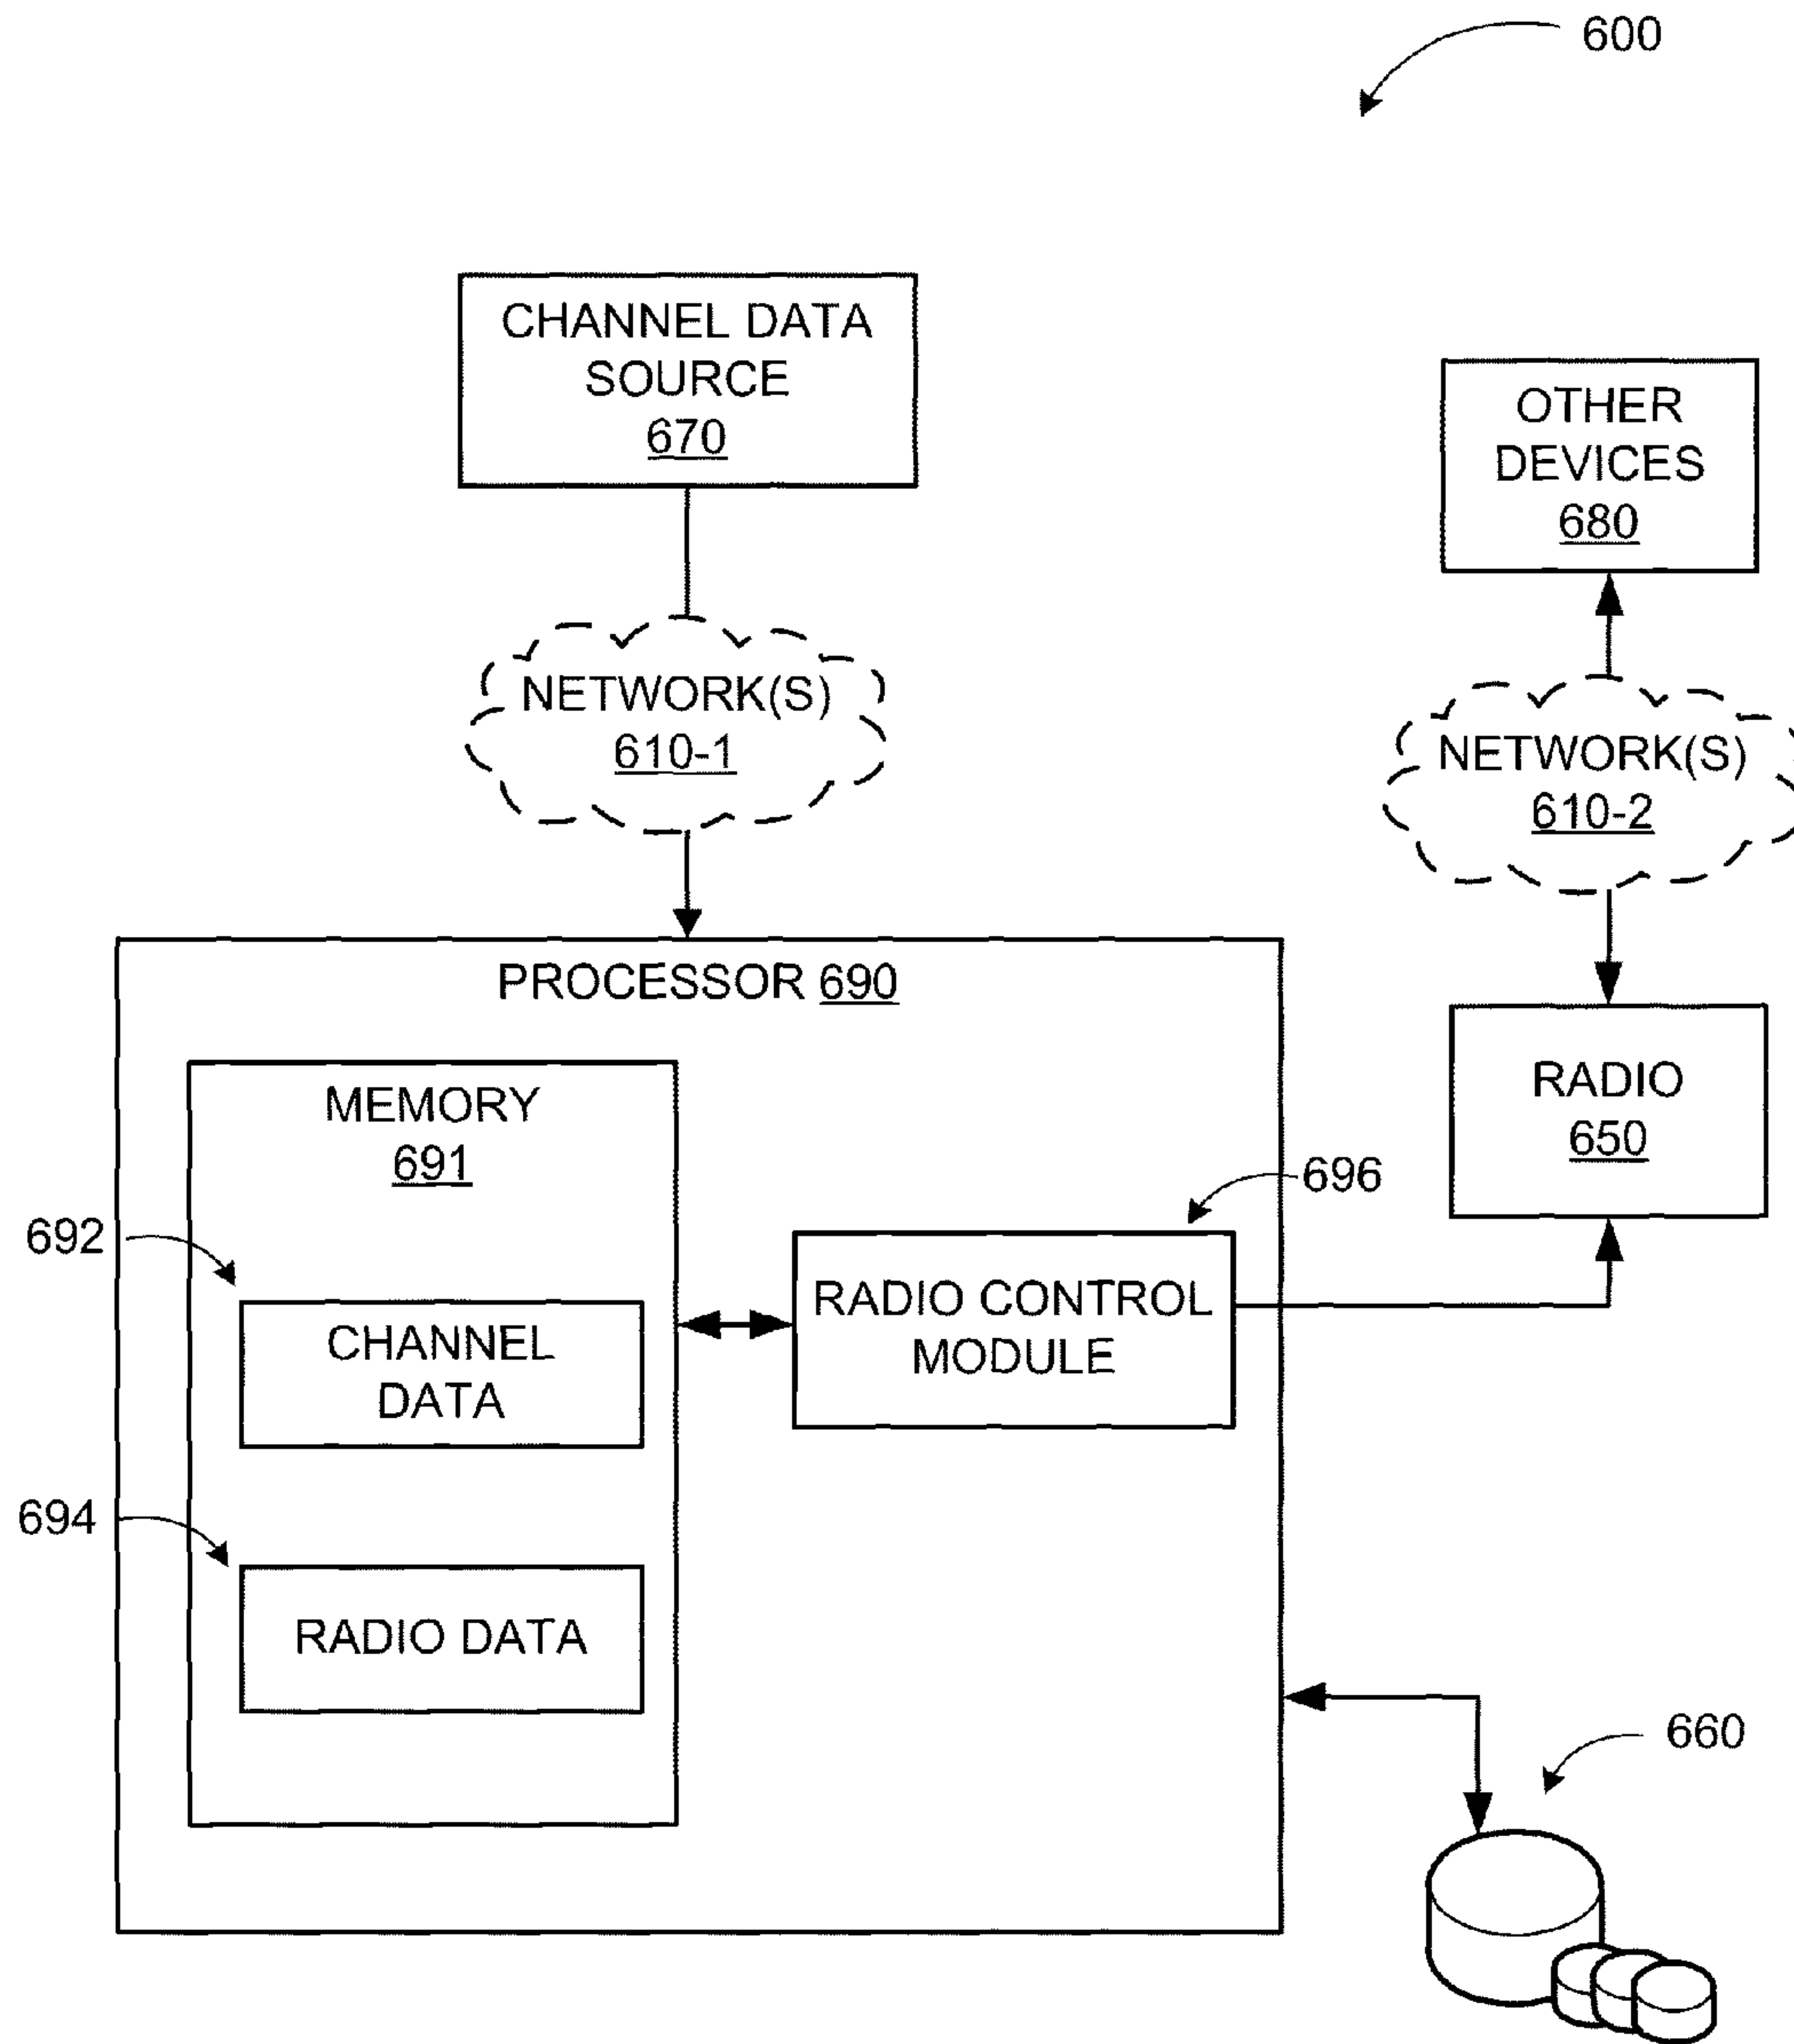 600
CHANNEL DATA
SOURCE
670
OTHER
DEVICES
680
NETWORK(S)
610-1
NETWORK(S)
610-2
PROCESSOR 690
MEMORY
691
RADIO
650
696
692
CHANNEL
DATA
RADIO CONTROL
MODULE
694
RADIO DATA
660